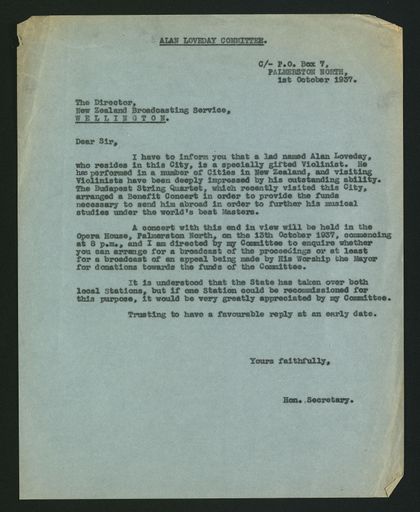 ALAN LOVEDAY COMMITTEE.
C/- P.O. Box 7,
PALMERSTON NORTH,
1st October 1937.
The Director,
New Zealand Broadcasting Service,
WELLINGTON.
Dear Sir,
I have to inform you that a lad named Alan Loveday,
who resides in this City, is a specially gifted Violinist. He
has performed in a number of Cities in New Zealand, and visiting
Violinists have been deeply impressed by his outstanding ability.
The Budapest String Quartet, which recently visited this City,
arranged a Benefit Concert in order to provide the funds
necessary to send him abroad in order to further his musical
studies under the world's best Masters.
A concert with this end in view will be held in the
Opera House, Palmerston North, on the 13th October 1937, commencing
at 8 p.m., and I am directed by my Committee to enquire whether
you can arrange for a broadcast of the proceedings or at least
for a broadcast of an appeal being made by His Worship the Mayor
for donations towards the funds of the Committee.
It is understood that the State has taken over both
local Stations, but if one Station could be recommissioned for
this purpose, it would be very greatly appreciated by my Committee.
Trusting to have a favourable reply at an early date.
Yours faithfully,
Hon. Secretary.